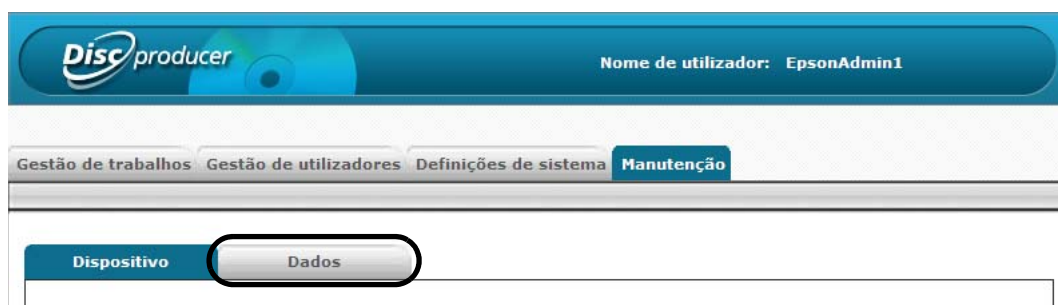 Disc producer
Nome de utilizador: EpsonAdmin1
Gestão de trabalhos Gestão de utilizadores Definições de sistema Manutenção
Dispositivo Dados